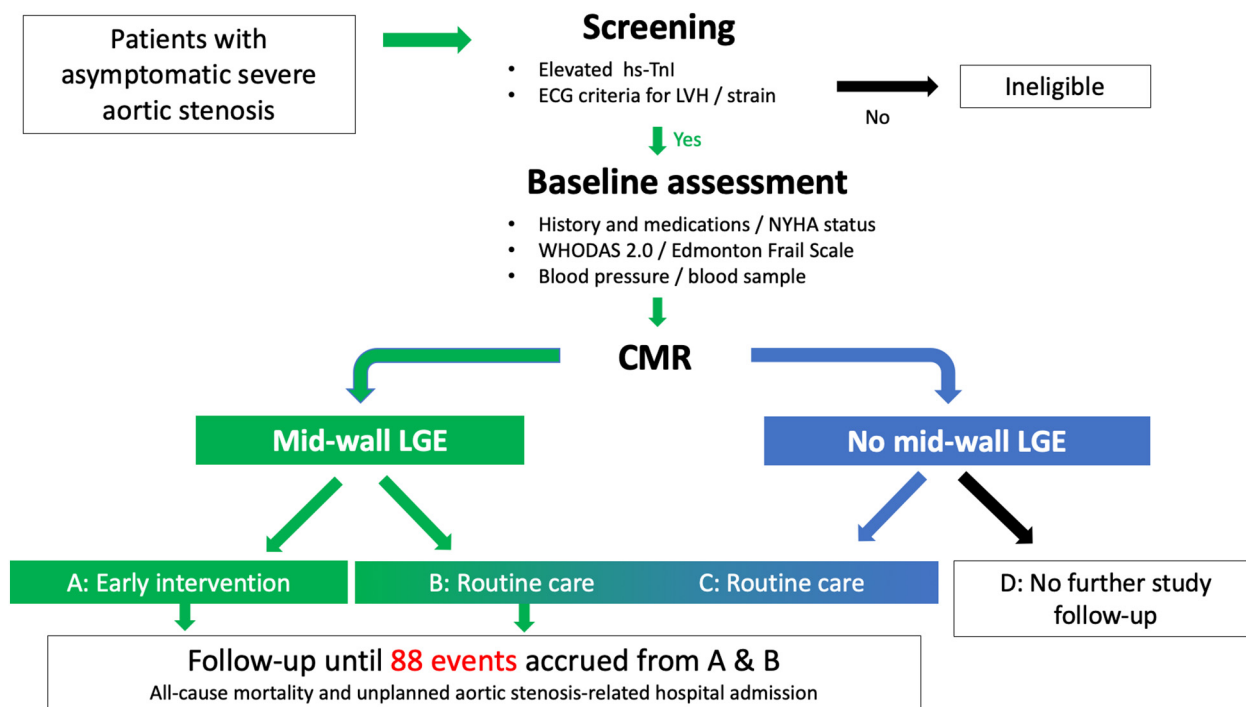 Patients with
asymptomatic severe
aortic stenosis
Screening
• Elevated hs-TnI
• ECG criteria for LVH / strain
No
Ineligible
Yes
Baseline assessment
• History and medications / NYHA status
• WHODAS 2.0 / Edmonton Frail Scale
• Blood pressure / blood sample
CMR
Mid-wall LGE
No mid-wall LGE
A: Early intervention
B: Routine care
C: Routine care
D: No further study
follow-up
Follow-up until 88 events accrued from A & B
All-cause mortality and unplanned aortic stenosis-related hospital admission